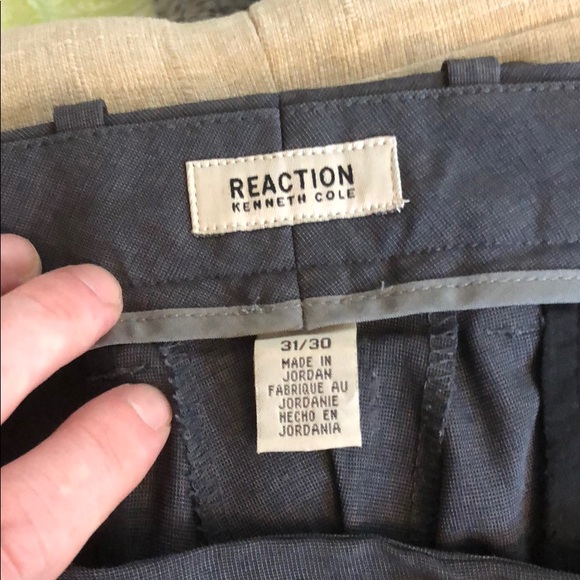 REACTION
KENNETH COLE
31/30
MADE IN
JORDAN
FABRIQUE AU
JORDANIE
HECHO EN
JORDANIA